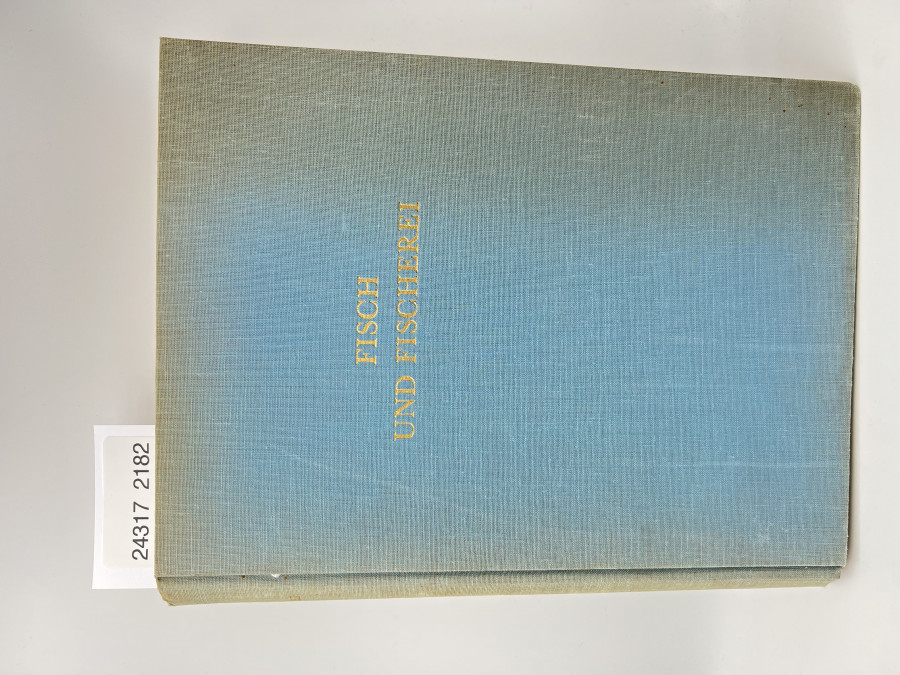 FISCH
UND FISCHEREI
24317 2182